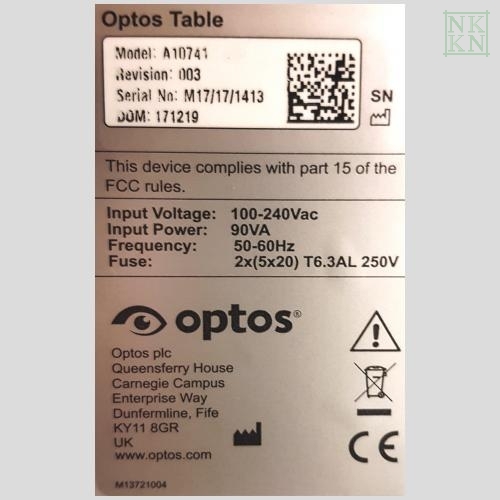 NK
KN
Optos Table
Model: A10741
Revision: 003
Serial No: M17/17/1413
DOM: 171219
SN
This device complies with part 15 of the
FCC rules.
Input Voltage: 100-240Vac
Input Power: 90VA
Frequency: 50-60Hz
Fuse: 2x(5x20) T6.3AL 250V
optos®
Optos plc
Queensferry House
Carnegie Campus
Enterprise Way
Dunfermline, Fife
KY11 8GR
UK
www.optos.com
CE
M13721004